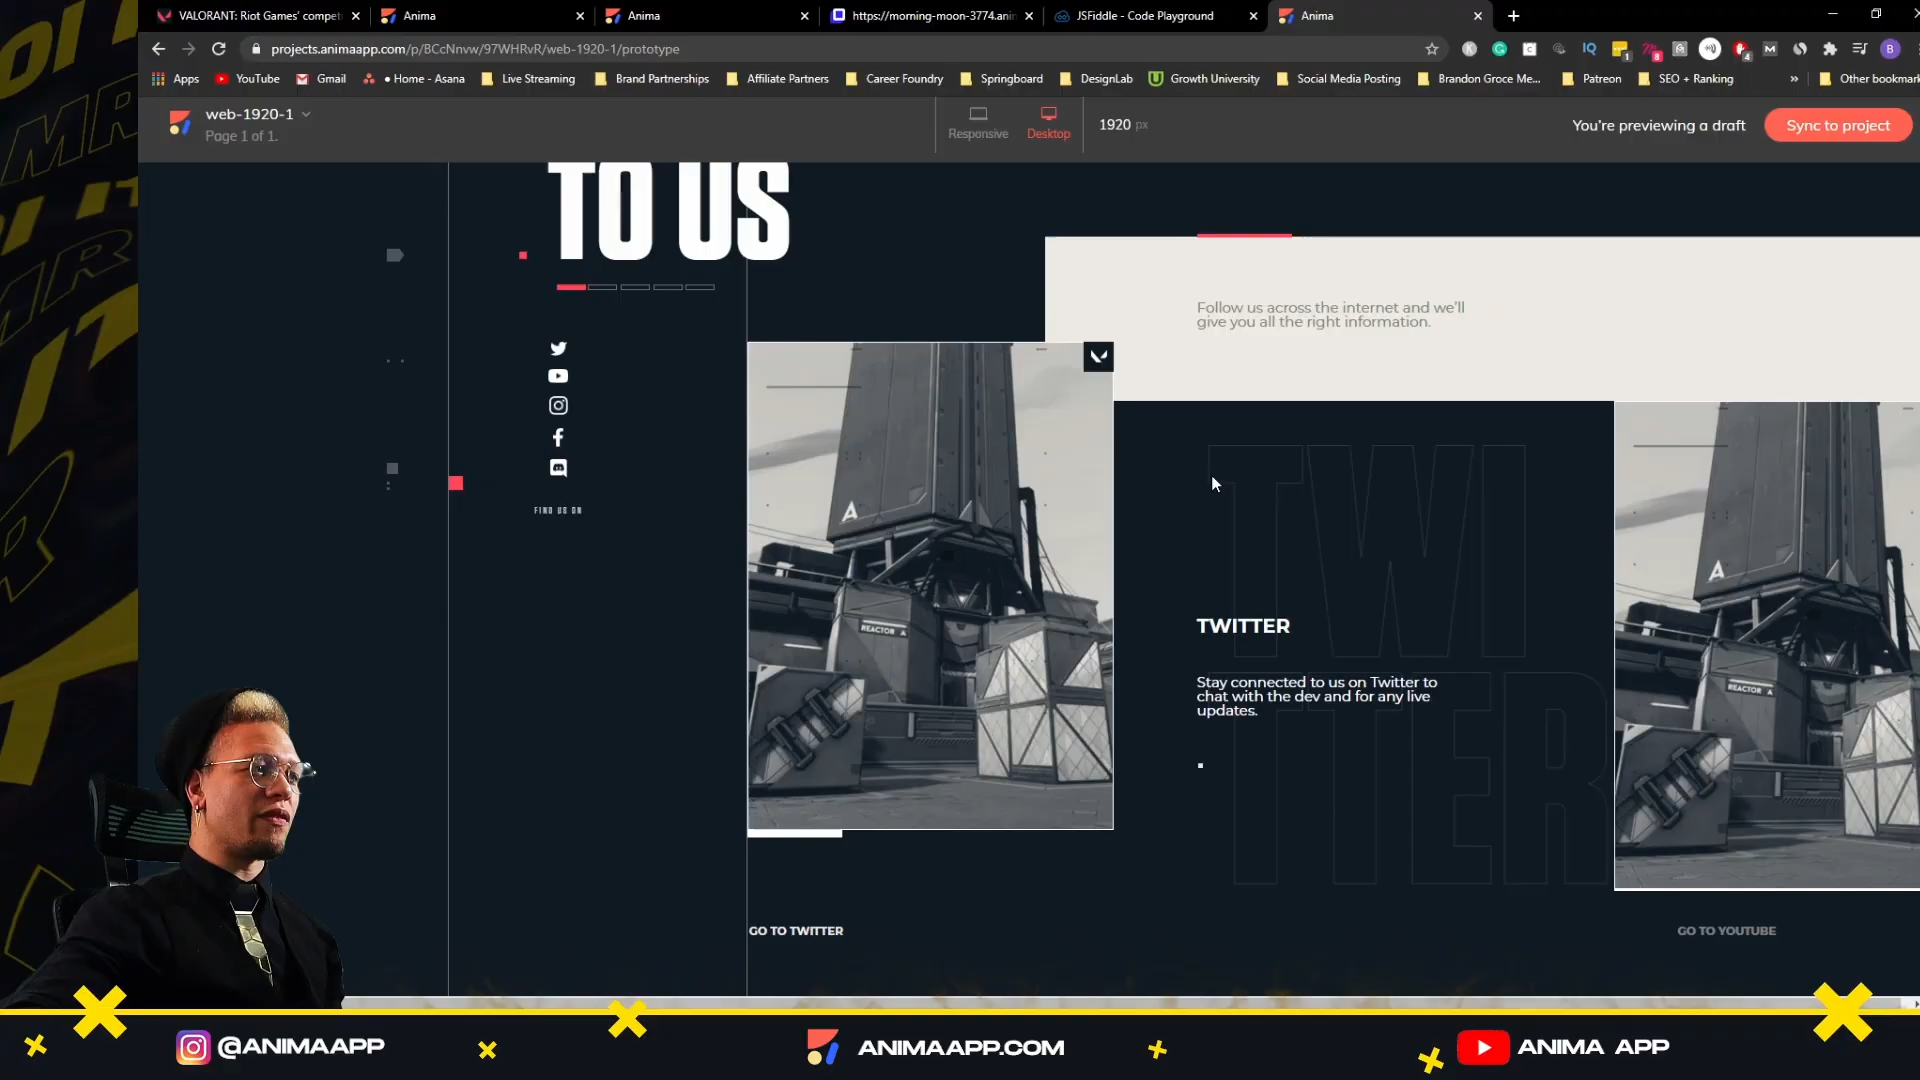 VALORANT: Riot Games' compet
Anima
Anima
https://morning-moon-3774.ani
JSFiddle - Code Playground
Anima
projects.animaapp.com/p/BCcNnvw/97WHRvR/web-1920-1/prototype
Apps
YouTube
Gmail
• Home - Asana
Live Streaming
Brand Partnerships
Affiliate Partners
Career Foundry
Springboard
DesignLab
Growth University
Social Media Posting
Brandon Groce Me...
Patreon
SEO + Ranking
»
Other bookmark
web-1920-1
Page 1 of 1.
Responsive
Desktop
1920 px
You're previewing a draft
Sync to project
TO US
Follow us across the internet and we'll
give you all the right information.
FIND US ON
A
REACTOR A
TWI
TTER
TWITTER
Stay connected to us on Twitter to
chat with the dev and for any live
updates.
A
REACTOR A
GO TO TWITTER
GO TO YOUTUBE
@ANIMAAPP
ANIMAAPP.COM
ANIMA APP